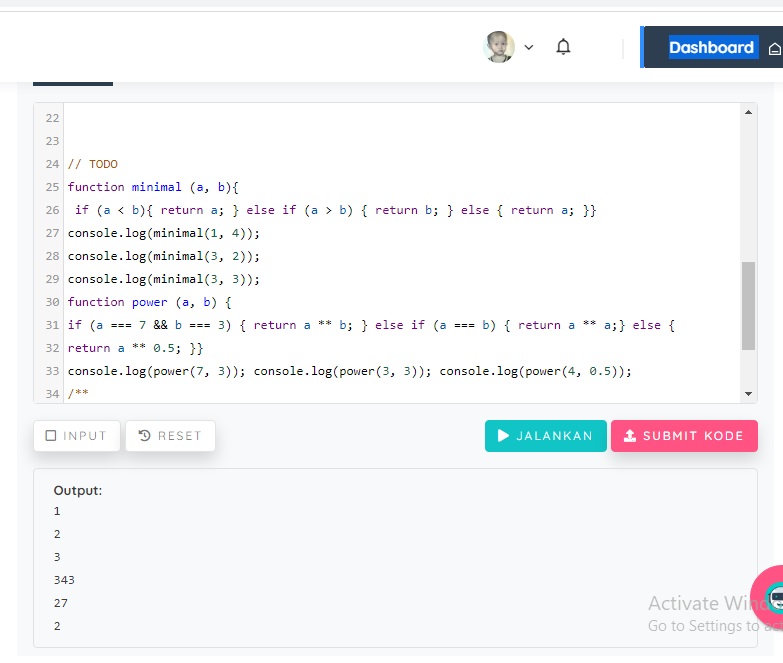 Dashboard
22
23
24 // TODO
25 function minimal (a, b){
26 if (a < b){ return a; } else if (a > b) { return b; } else { return a; }}
27 console.log(minimal(1, 4));
28 console.log(minimal(3, 2));
29 console.log(minimal(3, 3));
30 function power (a, b) {
31 if (a === 7 && b === 3) { return a ** b; } else if (a === b) { return a ** a;} else {
32 return a ** 0.5; }}
33 console.log(power(7, 3)); console.log(power(3, 3)); console.log(power(4, 0.5));
34 /**
INPUT RESET JALANKAN SUBMIT KODE
Output:
1
2
3
343
27
2
Activate Wind
Go to Settings to act